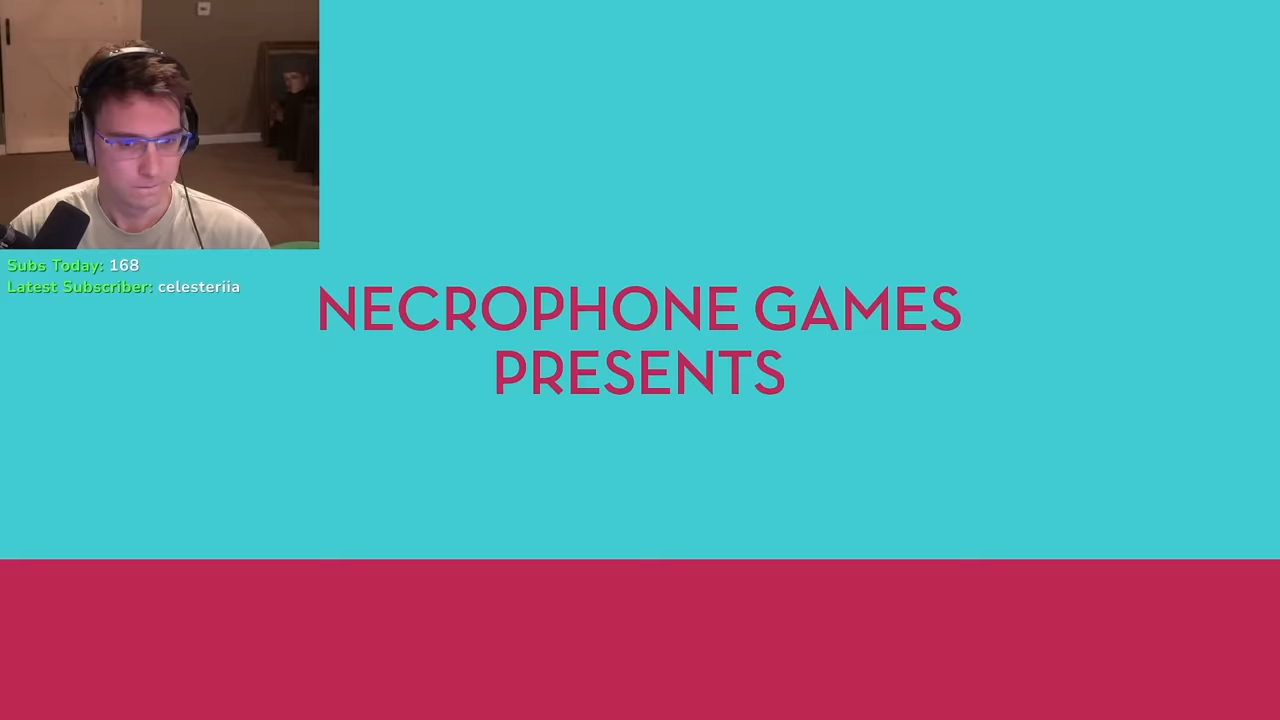 Subs Today: 168
Latest Subscriber: celesteriia
NECROPHONE GAMES
PRESENTS